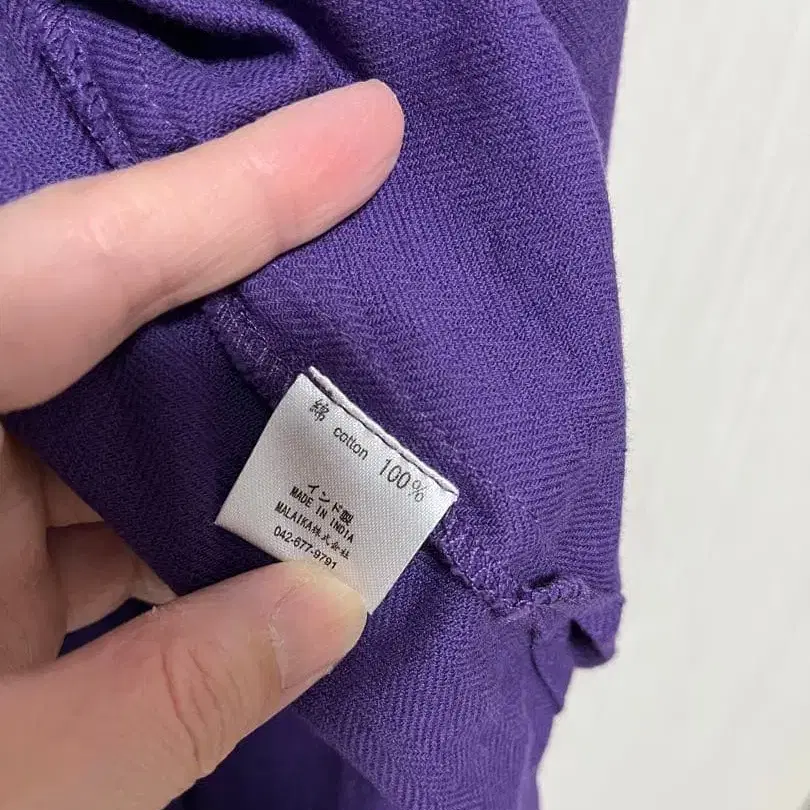 綿 cotton 100%
インド製
MADE IN INDIA
MALAIKA株式会社
042-677-9791